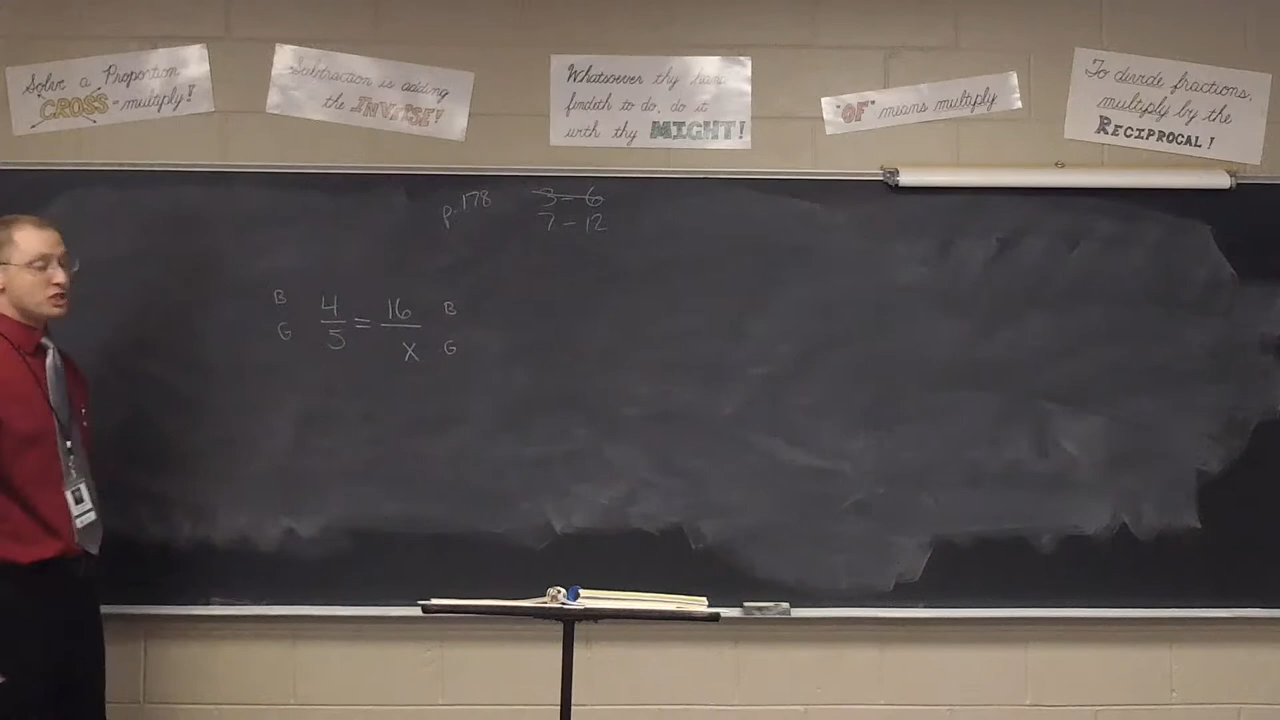 Solve a Proportion
CROSS-multiply!
Subtraction is adding
the INVERSE!
Whatsoever thy hand
findeth to do, do it
with thy MIGHT!
"OF" means multiply
To divide fractions,
multiply by the
RECIPROCAL!
p. 178 3-6
7-12
B 4/5 = 16/x B
G G